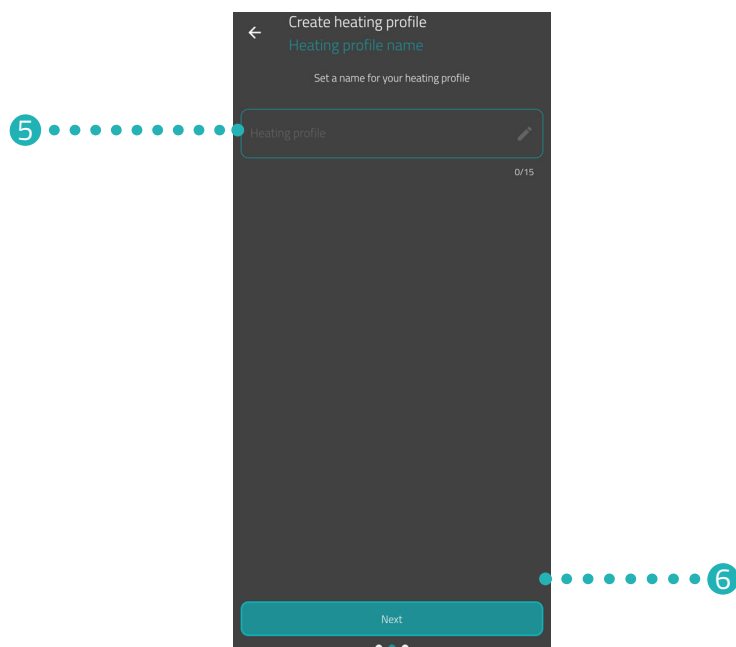 Create heating profile
Heating profile name
Set a name for your heating profile
5
Heating profile
0/15
6
Next